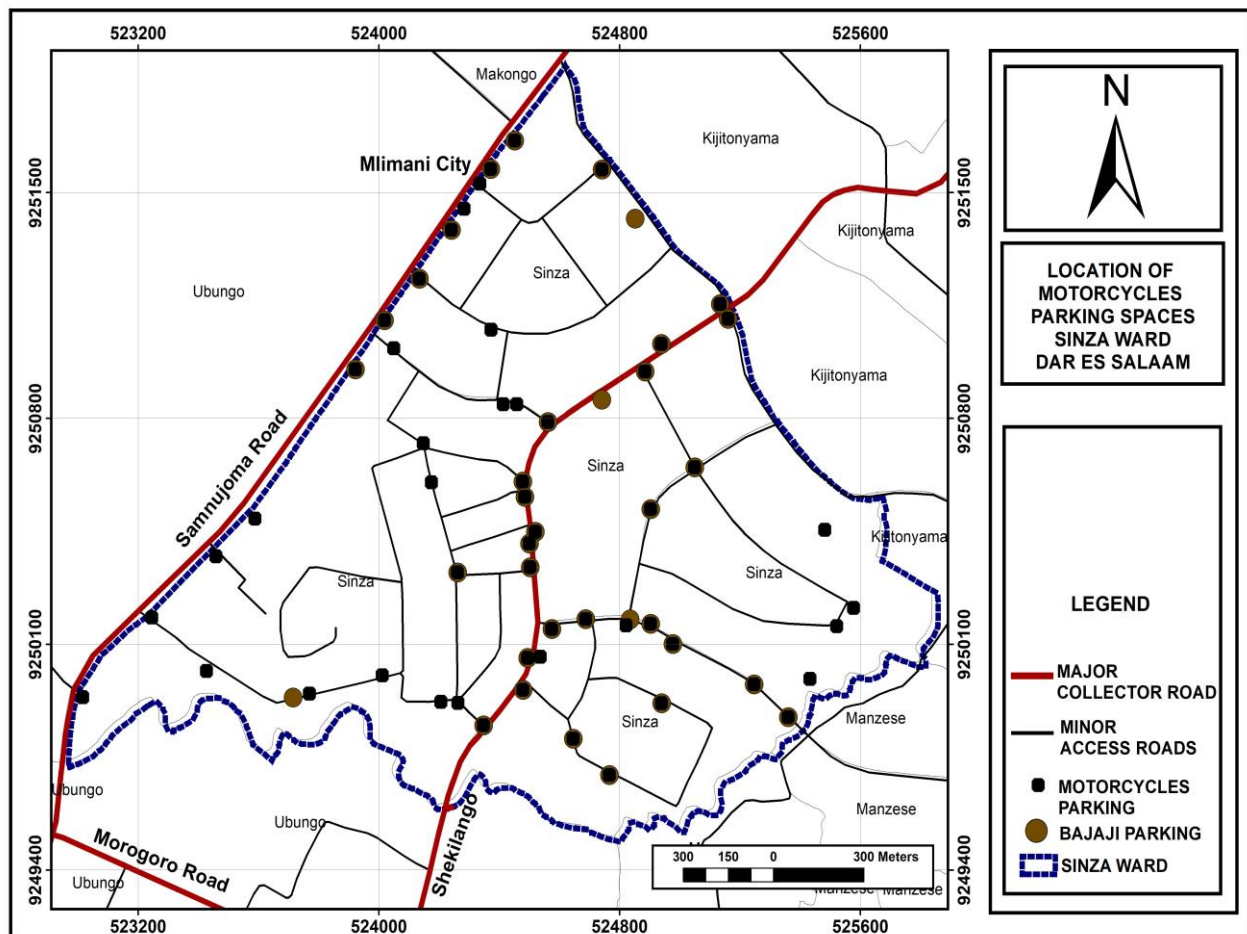 523200 524000 524800 525600
Makongo
Kijitonyama
Mlimani City
9251500 9251500
Kijitonyama
Sinza
Ubungo
Kijitonyama
9250800 9250800
Samnujoma Road
Sinza
Kijitonyama
Sinza
Sinza
9250100 9250100
Sinza
Manzese
Ubungo
Ubungo
Manzese
Shekilango
Morogoro Road
9249400 9249400
Ubungo
300 150 0 300 Meters
Manzese Manzese
523200 524000 524800 525600
N
LOCATION OF
MOTORCYCLES
PARKING SPACES
SINZA WARD
DAR ES SALAAM
LEGEND
MAJOR
COLLECTOR ROAD
MINOR
ACCESS ROADS
MOTORCYCLES
PARKING
BAJAJI PARKING
SINZA WARD